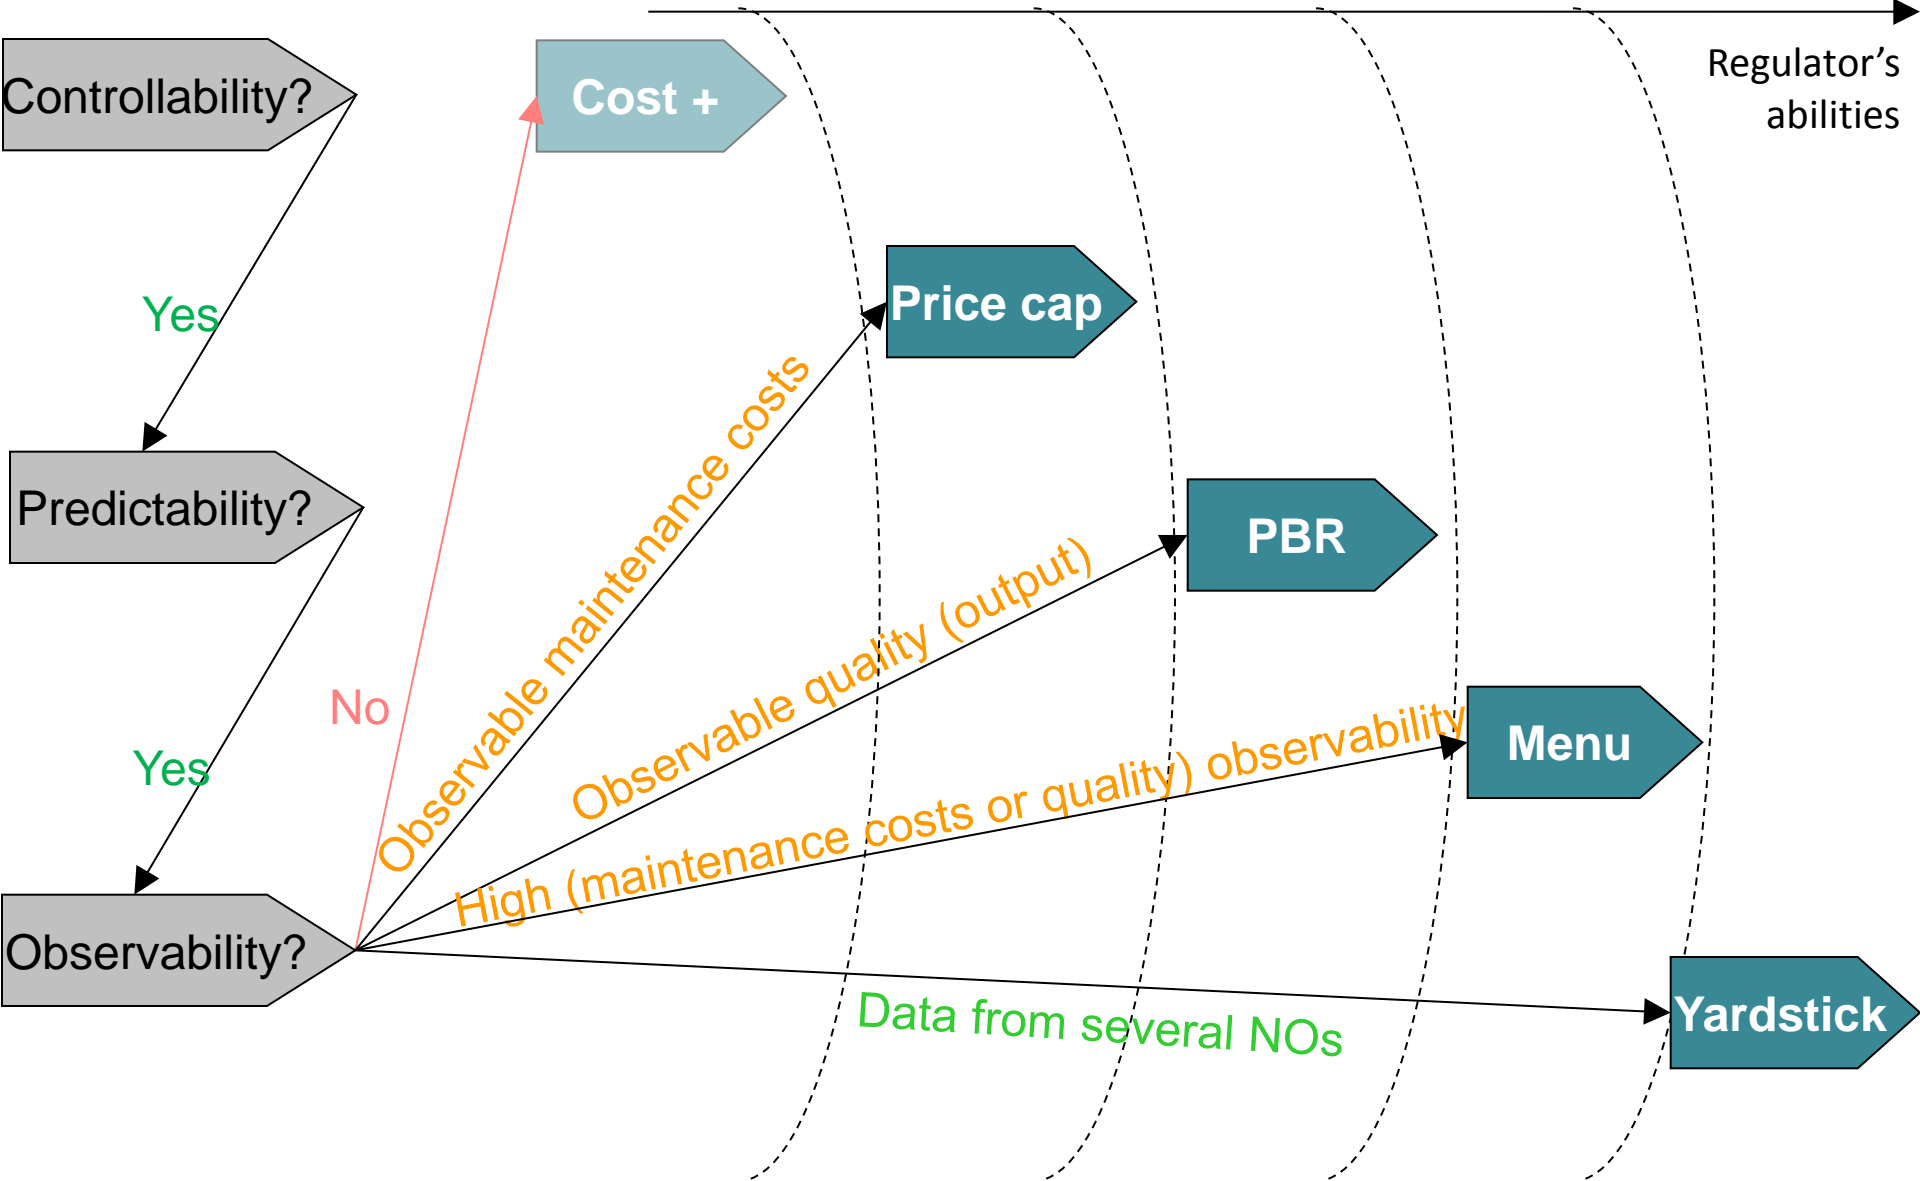 Regulator's
abilities
Controllability?
Cost +
Yes
Price cap
Predictability?
PBR
Observable maintenance costs
Observable quality (output)
No
High (maintenance costs or quality) observability
Menu
Yes
Observability?
Data from several NOs
Yardstick